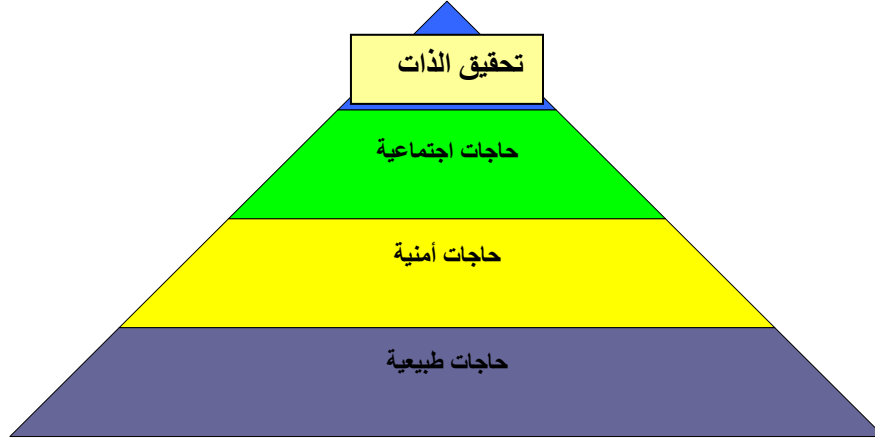 تحقيق الذات
حاجات اجتماعية
حاجات أمنية
حاجات طبيعية